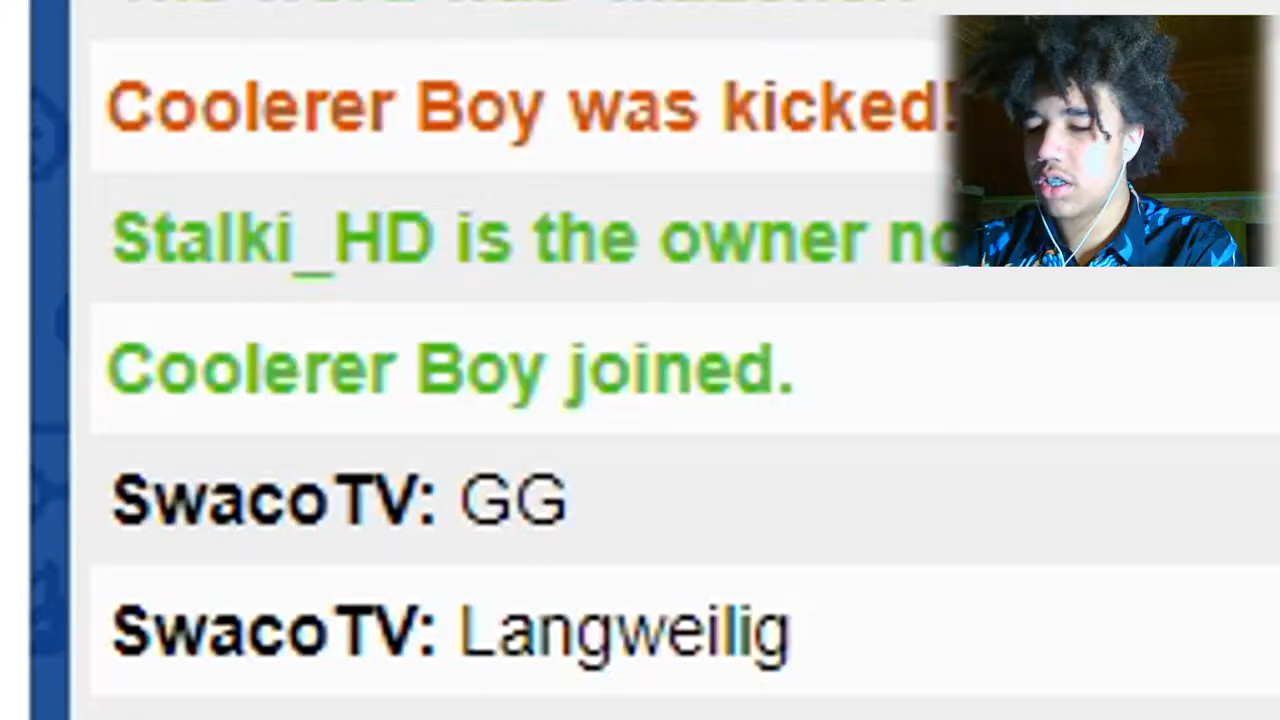 Coolerer Boy was kicked!
Stalki_HD is the owner
Coolerer Boy joined.
SwacoTV: GG
SwacoTV: Langweilig